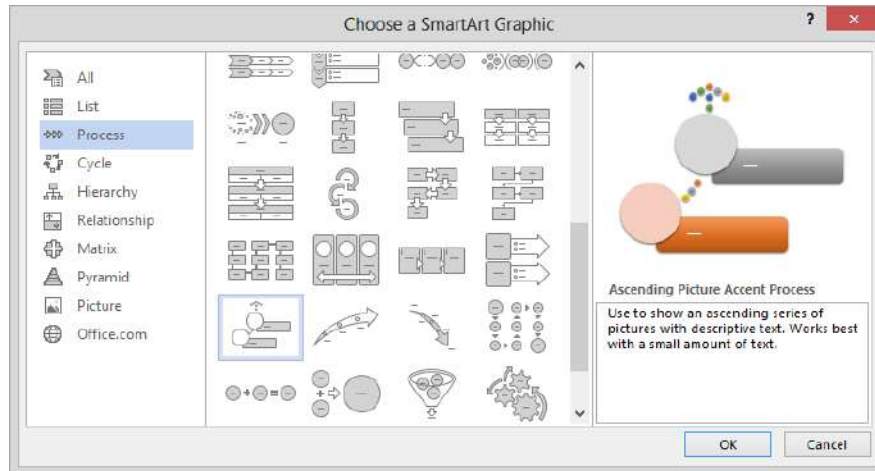 Choose a SmartArt Graphic
?
All
List
Process
Cycle
Hierarchy
Relationship
Matrix
Pyramid
Picture
Office.com
Ascending Picture Accent Process
Use to show an ascending series of
pictures with descriptive text. Works best
with a small amount of text.
OK
Cancel